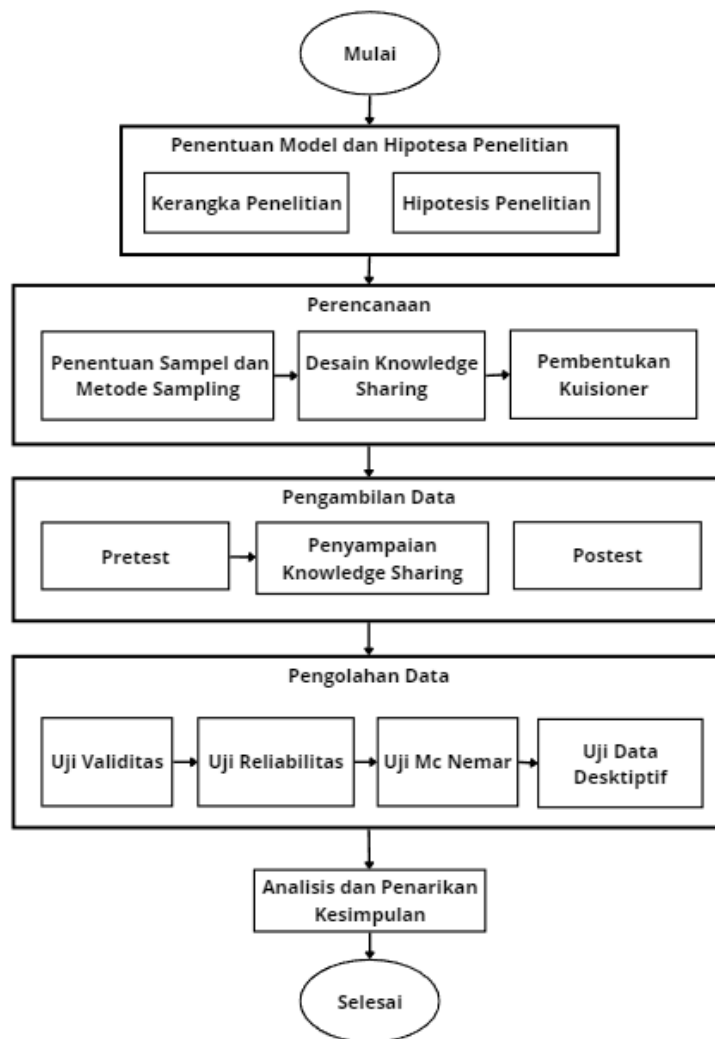 Mulai
Penentuan Model dan Hipotesa Penelitian
Kerangka Penelitian
Hipotesis Penelitian
Perencanaan
Penentuan Sampel dan
Metode Sampling
Desain Knowledge
Sharing
Pembentukan
Kuisioner
Pengambilan Data
Pretest
Penyampaian
Knowledge Sharing
Postest
Pengolahan Data
Uji Validitas
Uji Reliabilitas
Uji Mc Nemar
Uji Data
Desktiptif
Analisis dan Penarikan
Kesimpulan
Selesai